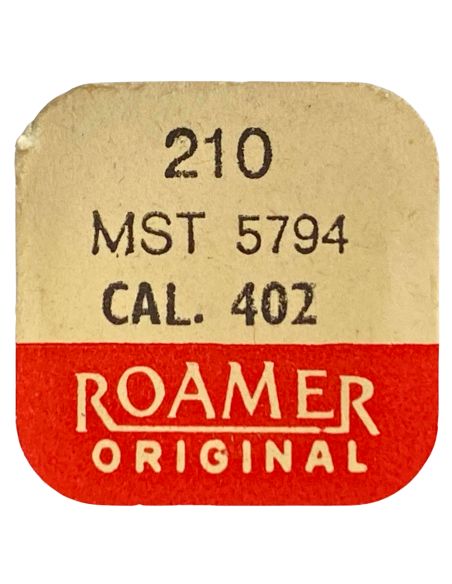 210
MST 5794
CAL. 402
ROAMER
ORIGINAL